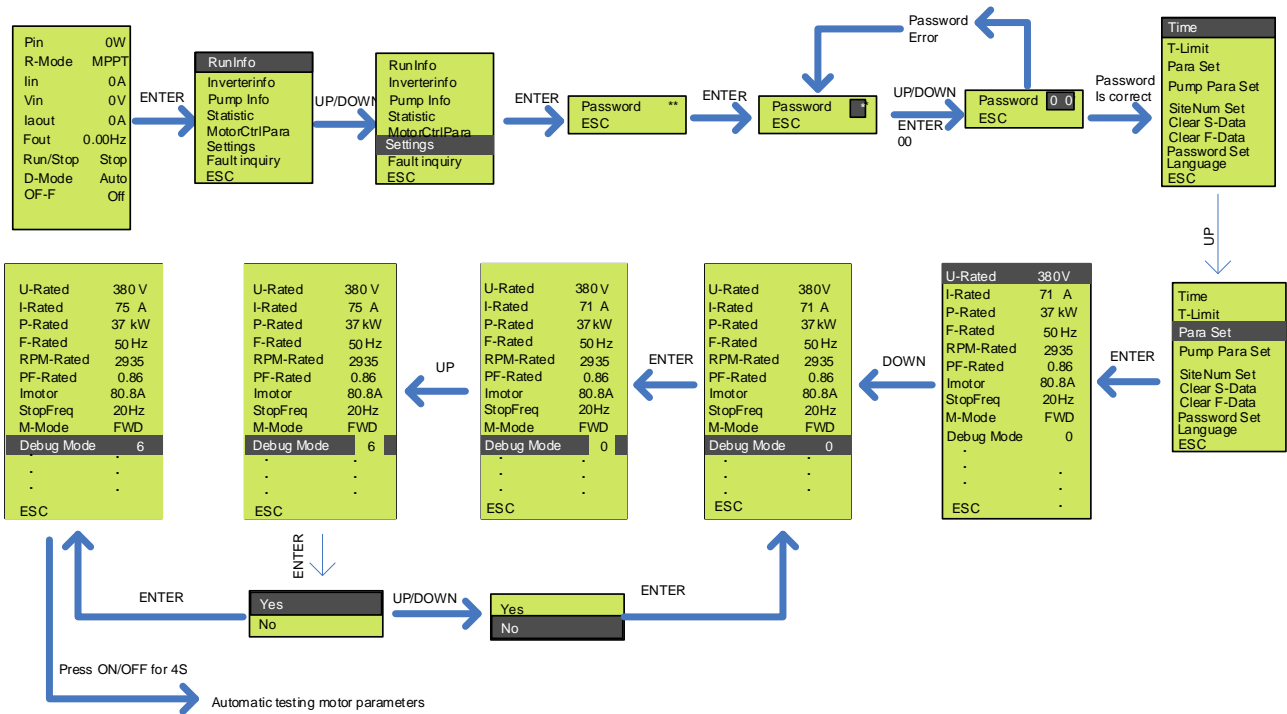 Pin 0W
R-Mode MPPT
Iin 0A
Vin 0V
Iaout 0A
Fout 0.00Hz
Run/Stop Stop
D-Mode Auto
OF-F Off
ENTER
RunInfo
Inverterinfo
Pump Info
Statistic
MotorCtrlPara
Settings
Fault inquiry
ESC
UP/DOWN
RunInfo
Inverterinfo
Pump Info
Statistic
MotorCtrlPara
Settings
Fault inquiry
ESC
ENTER
Password **
ESC
ENTER
Password *
ESC
UP/DOWN
ENTER
00
Password
Error
Password 0 0
ESC
Password
Is correct
Time
T-Limit
Para Set
Pump Para Set
SiteNum Set
Clear S-Data
Clear F-Data
Password Set
Language
ESC
UP
Time
T-Limit
Para Set
Pump Para Set
SiteNum Set
Clear S-Data
Clear F-Data
Password Set
Language
ESC
ENTER
U-Rated 380V
I-Rated 71 A
P-Rated 37 kW
F-Rated 50 Hz
RPM-Rated 2935
PF-Rated 0.86
Imotor 80.8A
StopFreq 20Hz
M-Mode FWD
Debug Mode 0
ESC
DOWN
U-Rated 380V
I-Rated 71 A
P-Rated 37 kW
F-Rated 50 Hz
RPM-Rated 2935
PF-Rated 0.86
Imotor 80.8A
StopFreq 20Hz
M-Mode FWD
Debug Mode 0
ESC
ENTER
U-Rated 380V
I-Rated 71 A
P-Rated 37 kW
F-Rated 50 Hz
RPM-Rated 2935
PF-Rated 0.86
Imotor 80.8A
StopFreq 20Hz
M-Mode FWD
Debug Mode 0
ESC
UP
U-Rated 380 V
I-Rated 75 A
P-Rated 37 kW
F-Rated 50 Hz
RPM-Rated 2935
PF-Rated 0.86
Imotor 80.8A
StopFreq 20Hz
M-Mode FWD
Debug Mode 6
ESC
U-Rated 380 V
I-Rated 75 A
P-Rated 37 kW
F-Rated 50 Hz
RPM-Rated 2935
PF-Rated 0.86
Imotor 80.8A
StopFreq 20Hz
M-Mode FWD
Debug Mode 6
ESC
ENTER
Yes
No
UP/DOWN
Yes
No
ENTER
ENTER
Press ON/OFF for 4S
Automatic testing motor parameters